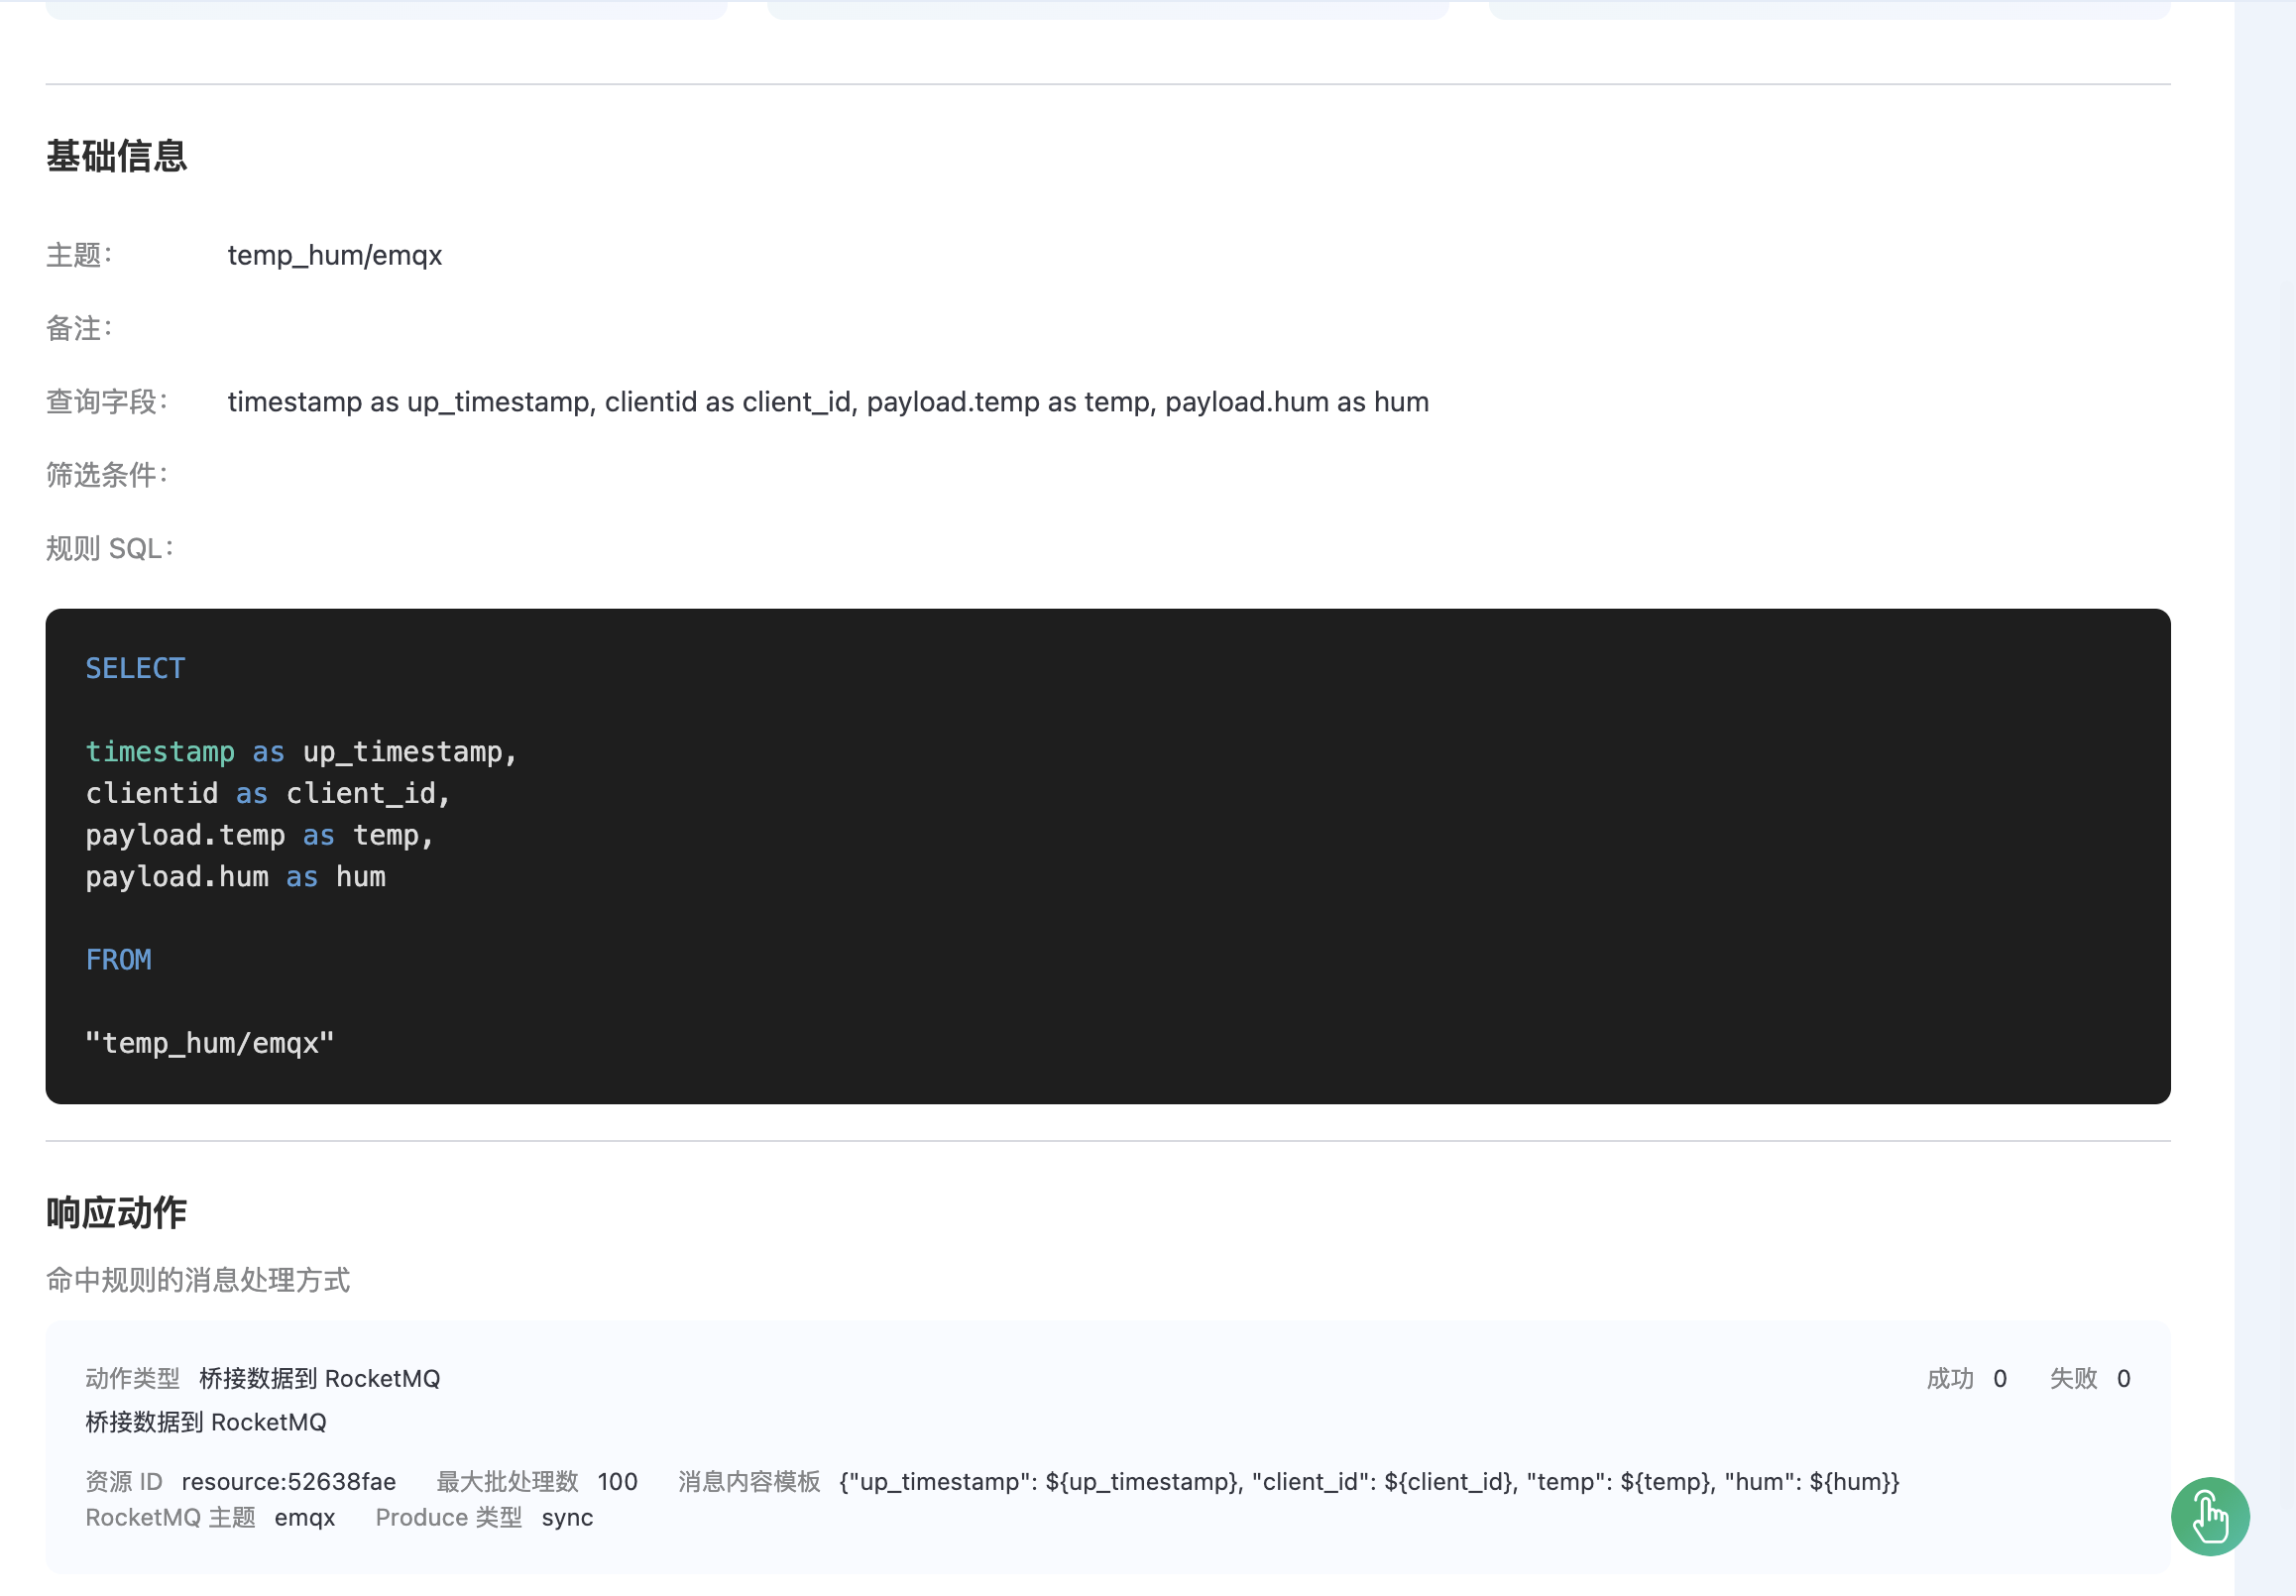 基础信息
主题： temp_hum/emqx
备注：
查询字段： timestamp as up_timestamp, clientid as client_id, payload.temp as temp, payload.hum as hum
筛选条件：
规则 SQL：
SELECT
timestamp as up_timestamp,
clientid as client_id,
payload.temp as temp,
payload.hum as hum
FROM
"temp_hum/emqx"
响应动作
命中规则的消息处理方式
动作类型 桥接数据到 RocketMQ 成功 0 失败 0
桥接数据到 RocketMQ
资源 ID resource:52638fae 最大批处理数 100 消息内容模板 {"up_timestamp": ${up_timestamp}, "client_id": ${client_id}, "temp": ${temp}, "hum": ${hum}}
RocketMQ 主题 emqx Produce 类型 sync